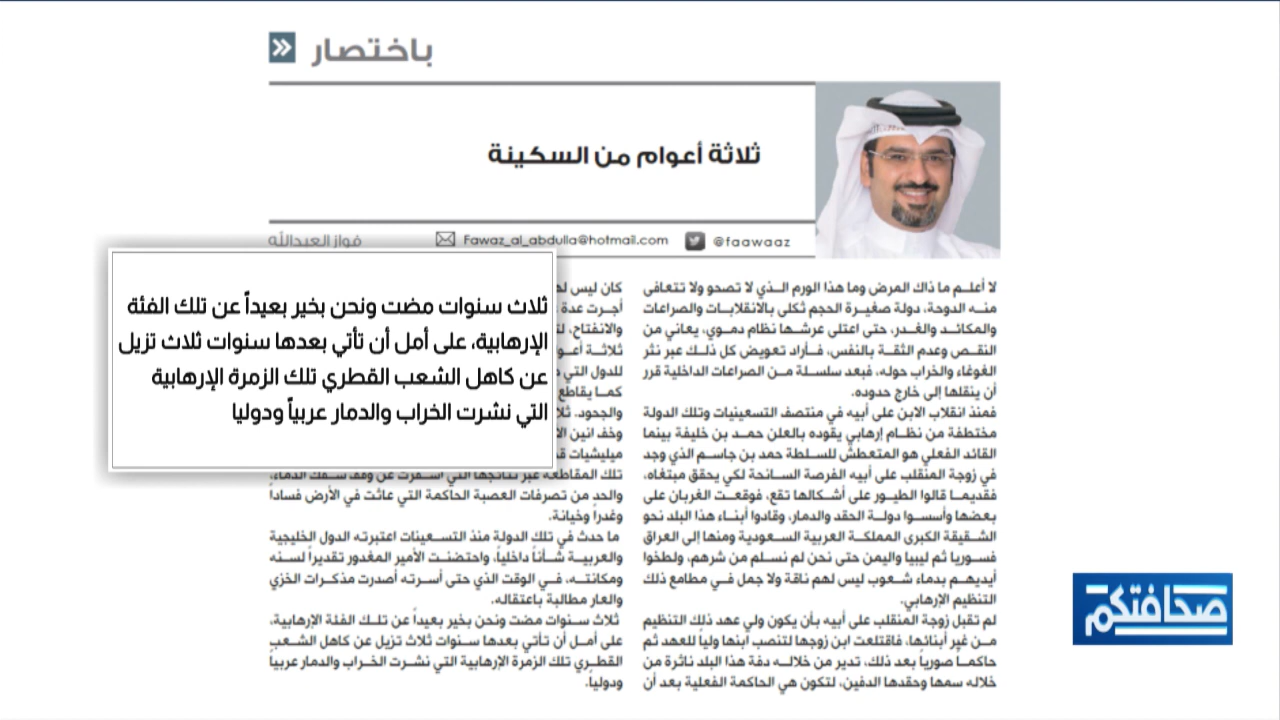 باختصار
ثلاثة أعوام من السكينة
@faawaaz
Fawaz_al_abdulla@hotmail.com
فواز العبدالله
لا أعلم ما ذاك المرض وما هذا الورم الذي لا تصحو ولا تتعافى
منه الدوحة، دولة صغيرة الحجم ثكلى بالانقلابات والصراعات
والمكائد والغدر، حتى اعتلى عرشها نظام دموي، يعاني من
النقص وعدم الثقة بالنفس، فأراد تعويض كل ذلك عبر نثر
الغوغاء والخراب حوله، فبعد سلسلة من الصراعات الداخلية قرر
أن ينقلها إلى خارج حدوده.
فمنذ انقلاب الابن على أبيه في منتصف التسعينيات وتلك الدولة
مختطفة من نظام إرهابي يقوده بالعلن حمد بن خليفة بينما
القائد الفعلي هو المتعطش للسلطة حمد بن جاسم الذي وجد
في زوجة المنقلب على أبيه الفرصة السانحة لكي يحقق مبتغاه،
فقديما قالوا الطيور على أشكالها تقع، فوقعت الغربان على
بعضها وأسسوا دولة الحقد والدمار، وقادوا أبناء هذا البلد نحو
الشقيقة الكبرى المملكة العربية السعودية ومنها إلى العراق
فسوريا ثم ليبيا واليمن حتى نحن لم نسلم من شرهم، ولطخوا
أيديهم بدماء شعوب ليس لهم ناقة ولا جمل في مطامع ذلك
التنظيم الإرهابي.
لم تقبل زوجة المنقلب على أبيه بأن يكون ولي عهد ذلك التنظيم
من غير أبنائها، فاقتلعت ابن زوجها لتنصب ابنها ولياً للعهد ثم
حاكما صورياً بعد ذلك، تدير من خلاله دفة هذا البلد ناثرة من
خلاله سمها وحقدها الدفين، لتكون هي الحاكمة الفعلية بعد أن
كان ليس
أجرت عدة
والانفتاح،
ثلاثة
للدول التي
كما يقاطع
والجحود.
وخف انين
ميليشيات
تلك المقاطعة عبر نتائجها التي أسفرت عن وقف سفك الدماء،
والحد من تصرفات العصبة الحاكمة التي عاثت في الأرض فساداً
وغدراً وخيانة.
ما حدث في تلك الدولة منذ التسعينات اعتبرته الدول الخليجية
والعربية شأناً داخلياً، واحتضنت الأمير المغدور تقديراً لسنه
ومكانته، في الوقت الذي حتى أسرته أصدرت مذكرات الخزي
والعار مطالبة باعتقاله.
ثلاث سنوات مضت ونحن بخير بعيداً عن تلك الفئة الإرهابية،
على أمل أن تأتي بعدها سنوات ثلاث تزيل عن كاهل الشعب
القطري تلك الزمرة الإرهابية التي نشرت الخراب والدمار عربياً
ودولياً.
ثلاث سنوات مضت ونحن بخير بعيداً عن تلك الفئة
الإرهابية، على أمل أن تأتي بعدها سنوات ثلاث تزيل
عن كاهل الشعب القطري تلك الزمرة الإرهابية
التي نشرت الخراب والدمار عربياً ودوليا
صحافتكم